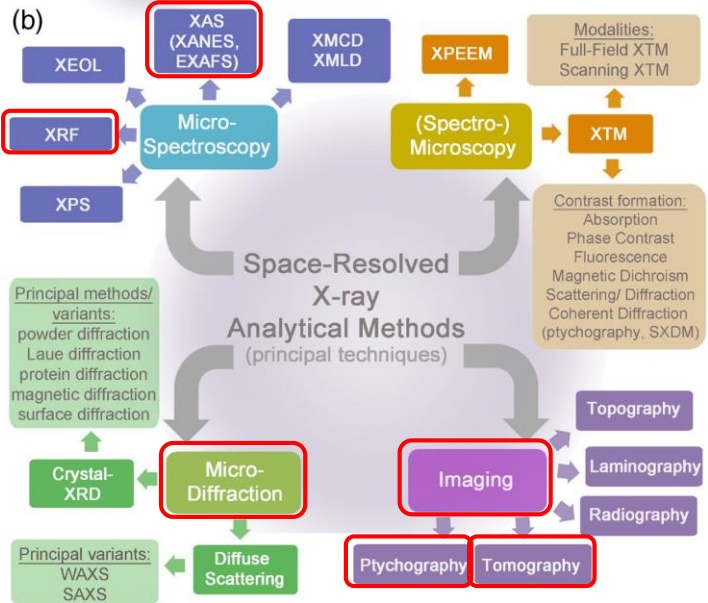 (b)
XAS
(XANES,
EXAFS)
XEOL
XMCD
XMLD
XRF
Micro-
Spectroscopy
XPS
XPEEM
(Spectro-)
Microscopy
XTM
Modalities:
Full-Field XTM
Scanning XTM
Contrast formation:
Absorption
Phase Contrast
Fluorescence
Magnetic Dichroism
Scattering/ Diffraction
Coherent Diffraction
(ptychography, SXDM)
Space-Resolved
X-ray
Analytical Methods
(principal techniques)
Principal methods/
variants:
powder diffraction
Laue diffraction
protein diffraction
magnetic diffraction
surface diffraction
Crystal-
XRD
Micro-
Diffraction
Principal variants:
WAXS
SAXS
Diffuse
Scattering
Imaging
Topography
Laminography
Radiography
Ptychography
Tomography